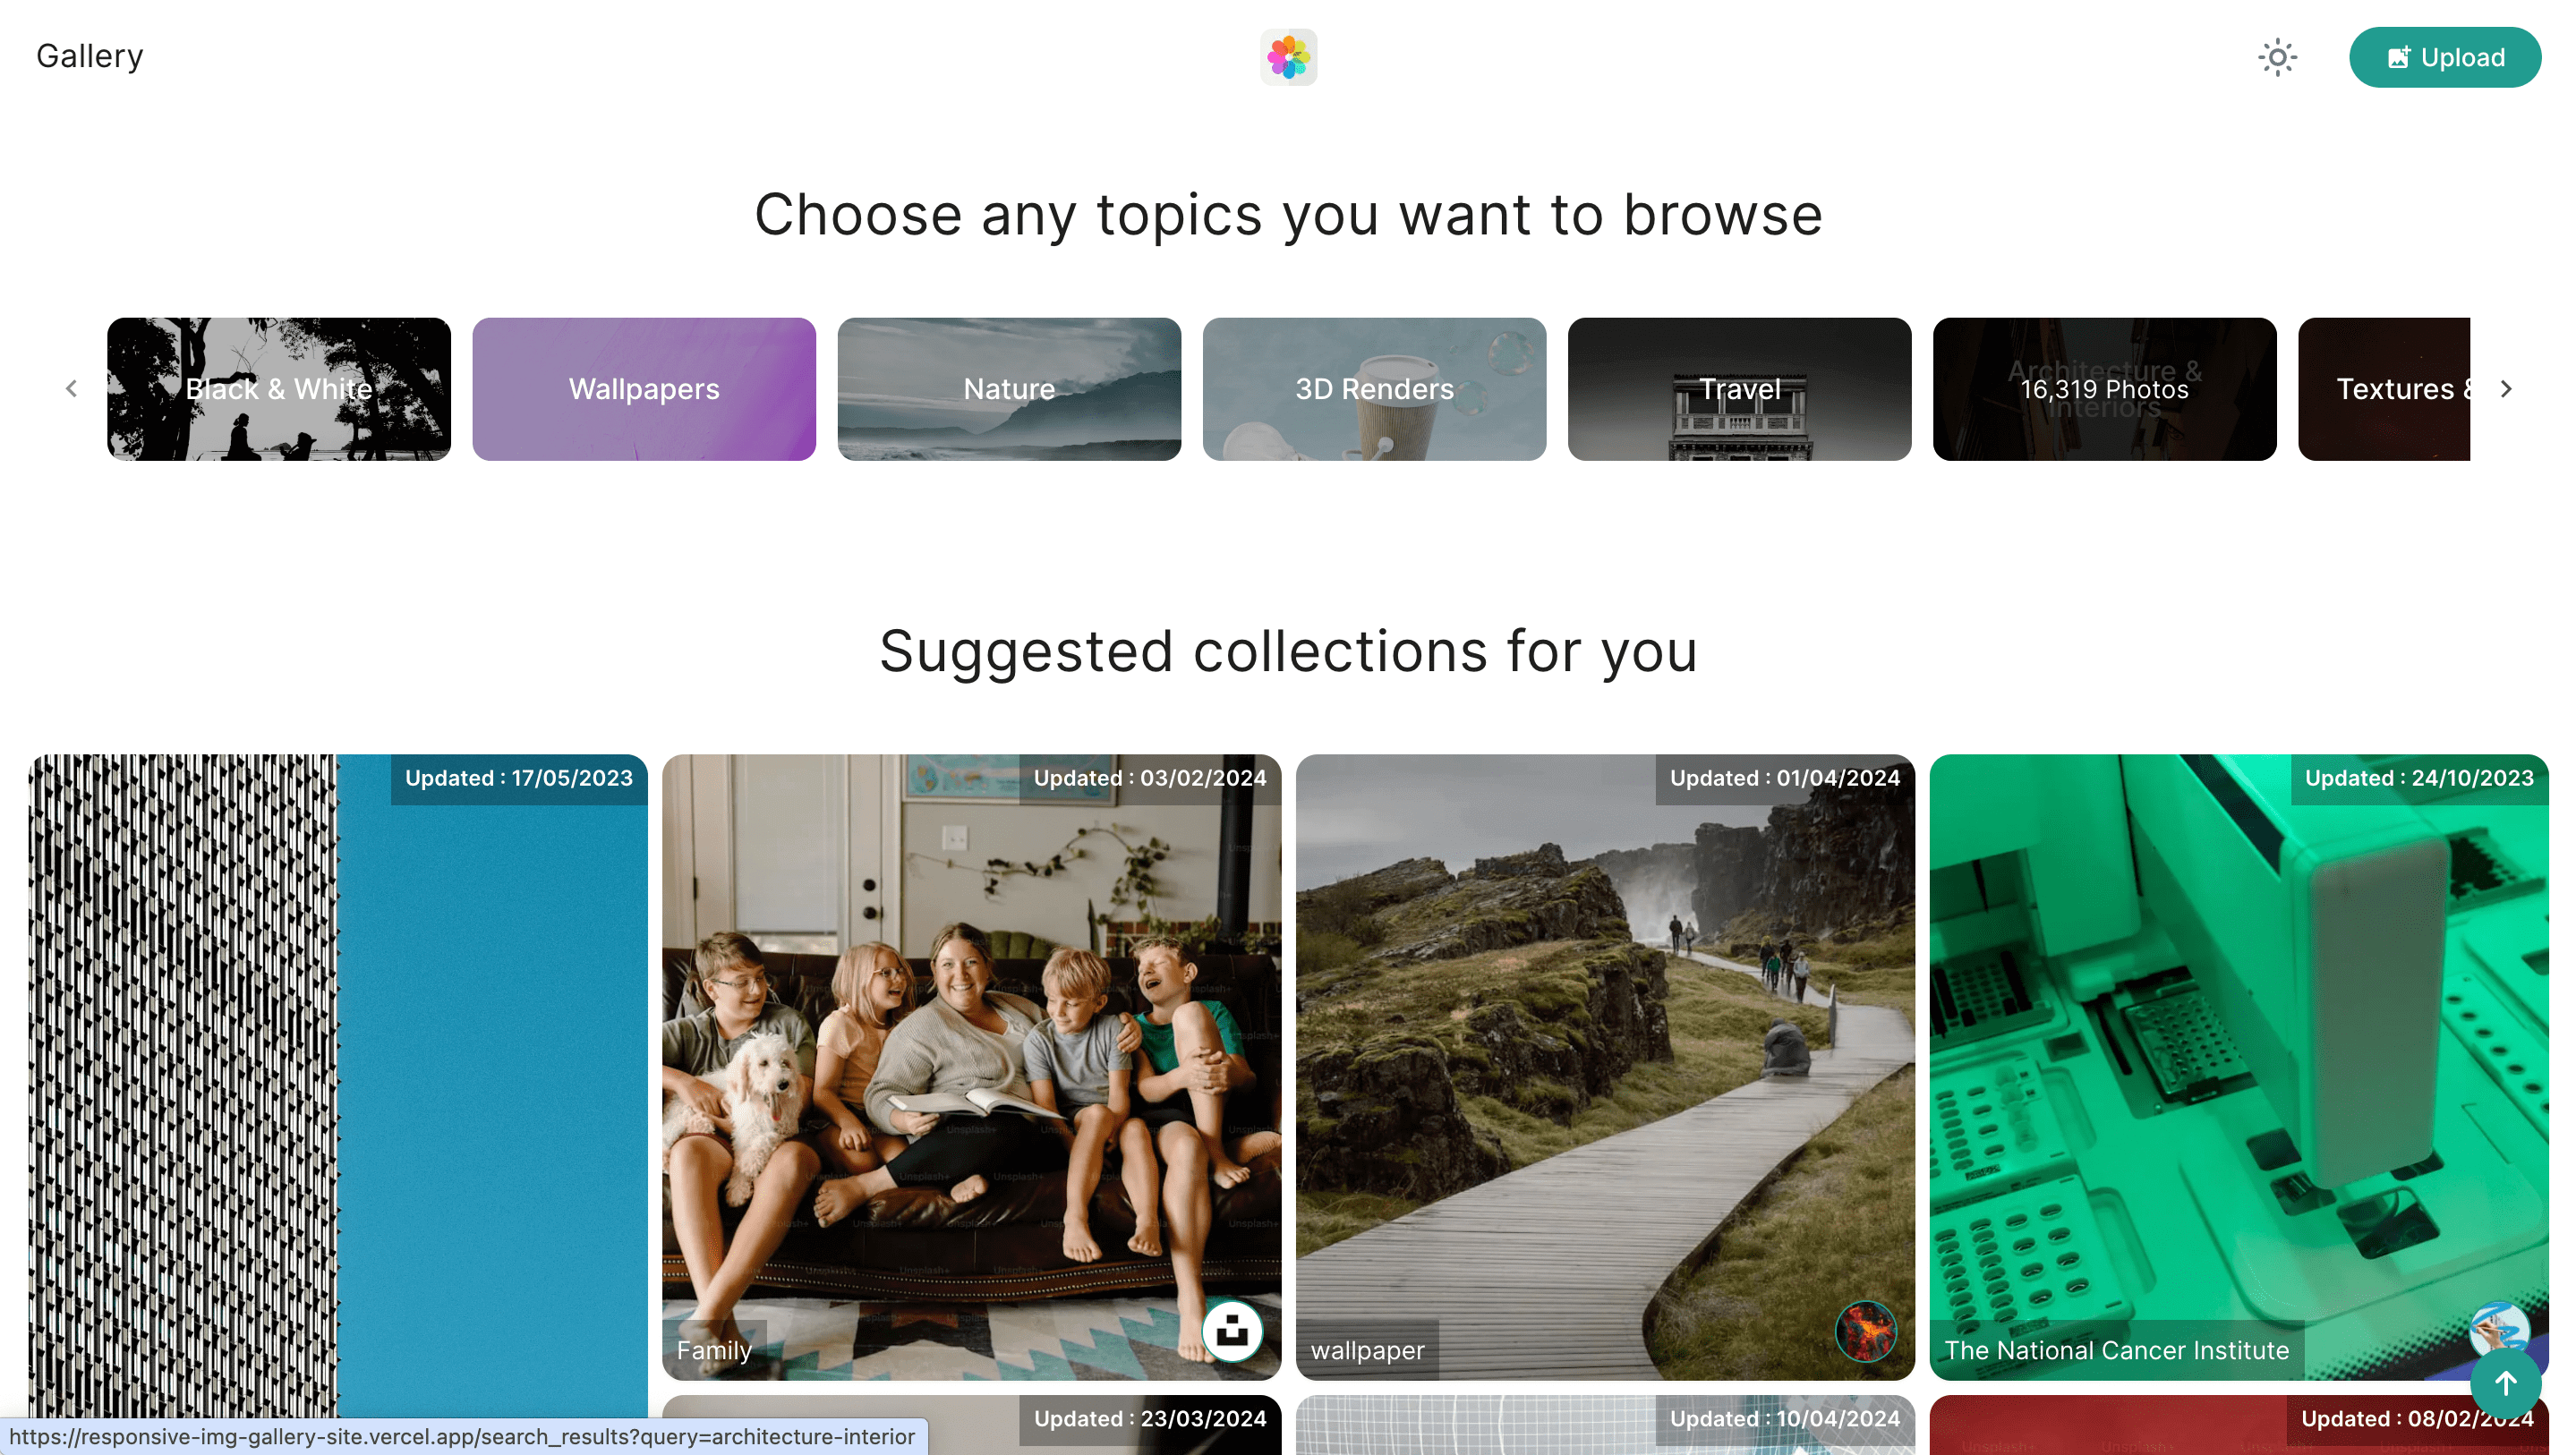 Gallery
Upload
Choose any topics you want to browse
Black & White
Wallpapers
Nature
3D Renders
Travel
Architecture &
16,319 Photos
Interiors
Textures &
Suggested collections for you
Updated : 17/05/2023
Updated : 03/02/2024
Updated : 01/04/2024
Updated : 24/10/2023
Family
wallpaper
The National Cancer Institute
Updated : 23/03/2024
Updated : 10/04/2024
Updated : 08/02/2024
https://responsive-img-gallery-site.vercel.app/search_results?query=architecture-interior